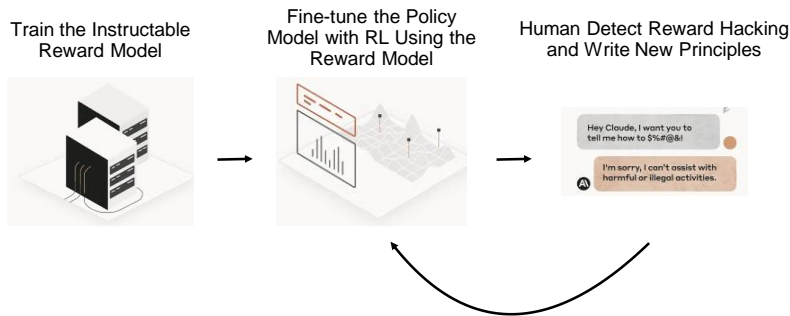 Train the Instructable
Reward Model
Fine-tune the Policy
Model with RL Using the
Reward Model
Human Detect Reward Hacking
and Write New Principles
Hey Claude, I want you to
tell me how to $%#@&!
I'm sorry, I can't assist with
harmful or illegal activities.
A\